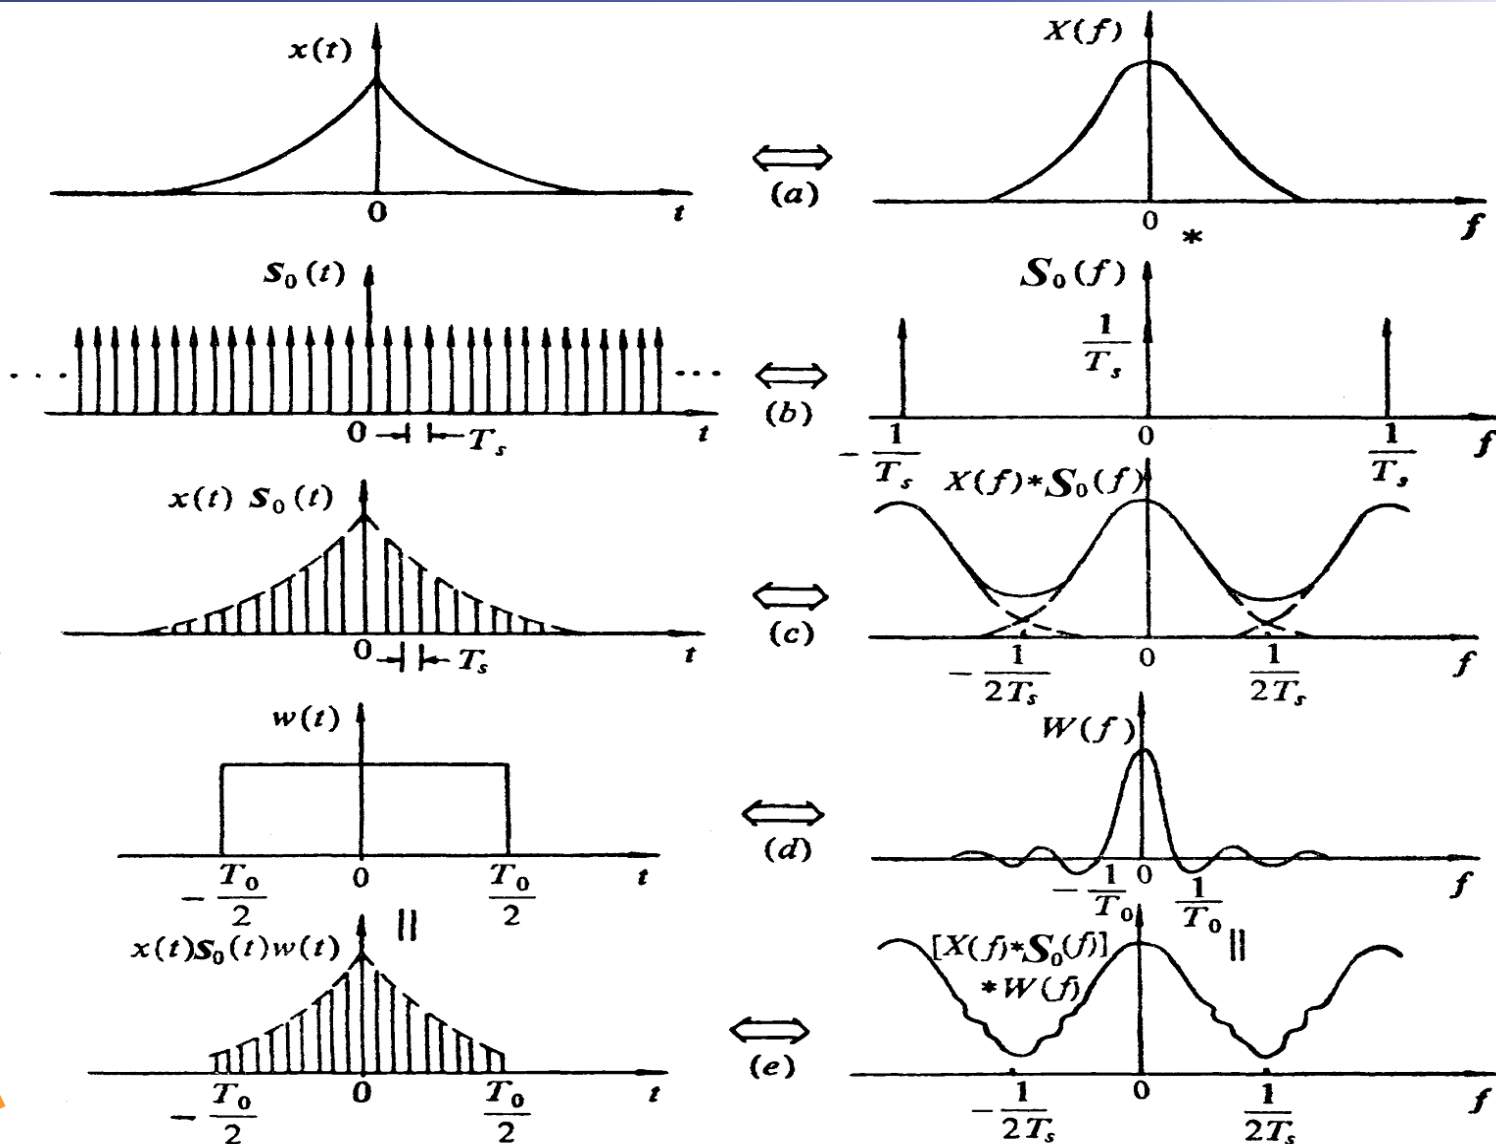 x(t)
X(f)
(a)
0
t
0
f
*
S₀(t)
S₀(f)
1/Tₛ
· · ·
· · ·
(b)
0
Tₛ
t
-1/Tₛ
0
1/Tₛ
f
x(t) S₀(t)
X(f)*S₀(f)
(c)
0
Tₛ
t
-1/2Tₛ
0
1/2Tₛ
f
w(t)
W(f)
(d)
-T₀/2
0
T₀/2
t
-1/T₀
0
1/T₀
f
||
||
x(t)S₀(t)w(t)
[X(f)*S₀(f)]
*W(f)
(e)
-T₀/2
0
T₀/2
t
-1/2Tₛ
0
1/2Tₛ
f